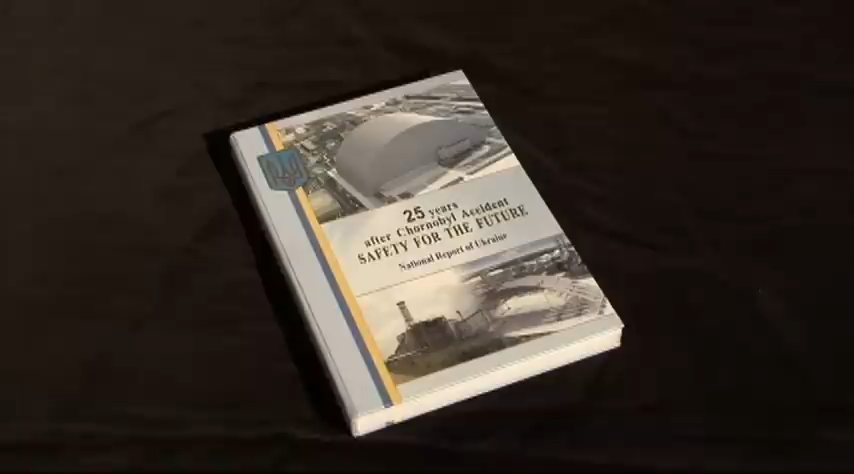 25 years
after Chornobyl Accident
SAFETY FOR THE FUTURE
National Report of Ukraine